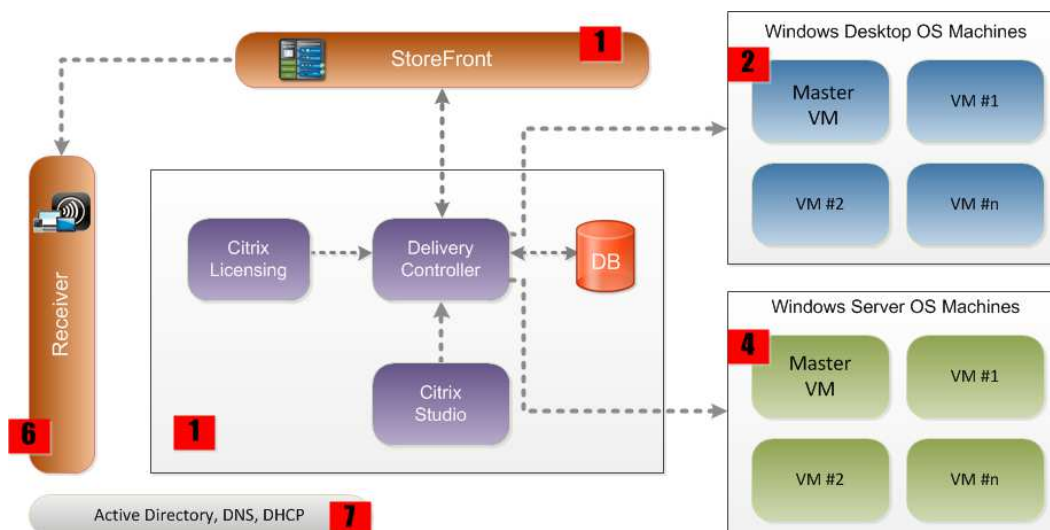 StoreFront
1
Receiver
6
Citrix
Licensing
Delivery
Controller
DB
Citrix
Studio
1
Active Directory, DNS, DHCP
7
Windows Desktop OS Machines
2
Master
VM
VM #1
VM #2
VM #n
Windows Server OS Machines
4
Master
VM
VM #1
VM #2
VM #n